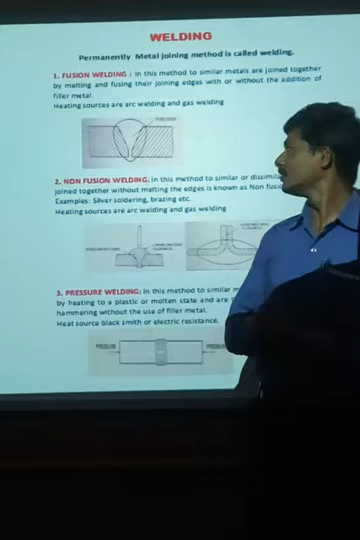 WELDING
Permanently Metal joining method is called welding.
1. FUSION WELDING : In this method to similar metals are joined together
by melting and fusing their joining edges with or without the addition of
filler metal.
Heating sources are arc welding and gas welding
2. NON FUSION WELDING: In this method to similar or
joined together without melting the edges is known as Non
Examples: Silver soldering, brazing etc.
Heating sources are arc welding and gas welding
3. PRESSURE WELDING: In this method to similar
by heating to a plastic or molten state and are
hammering without the use of filler metal.
Heat source black smith or electric resistance.
PRESSURE PRESSURE